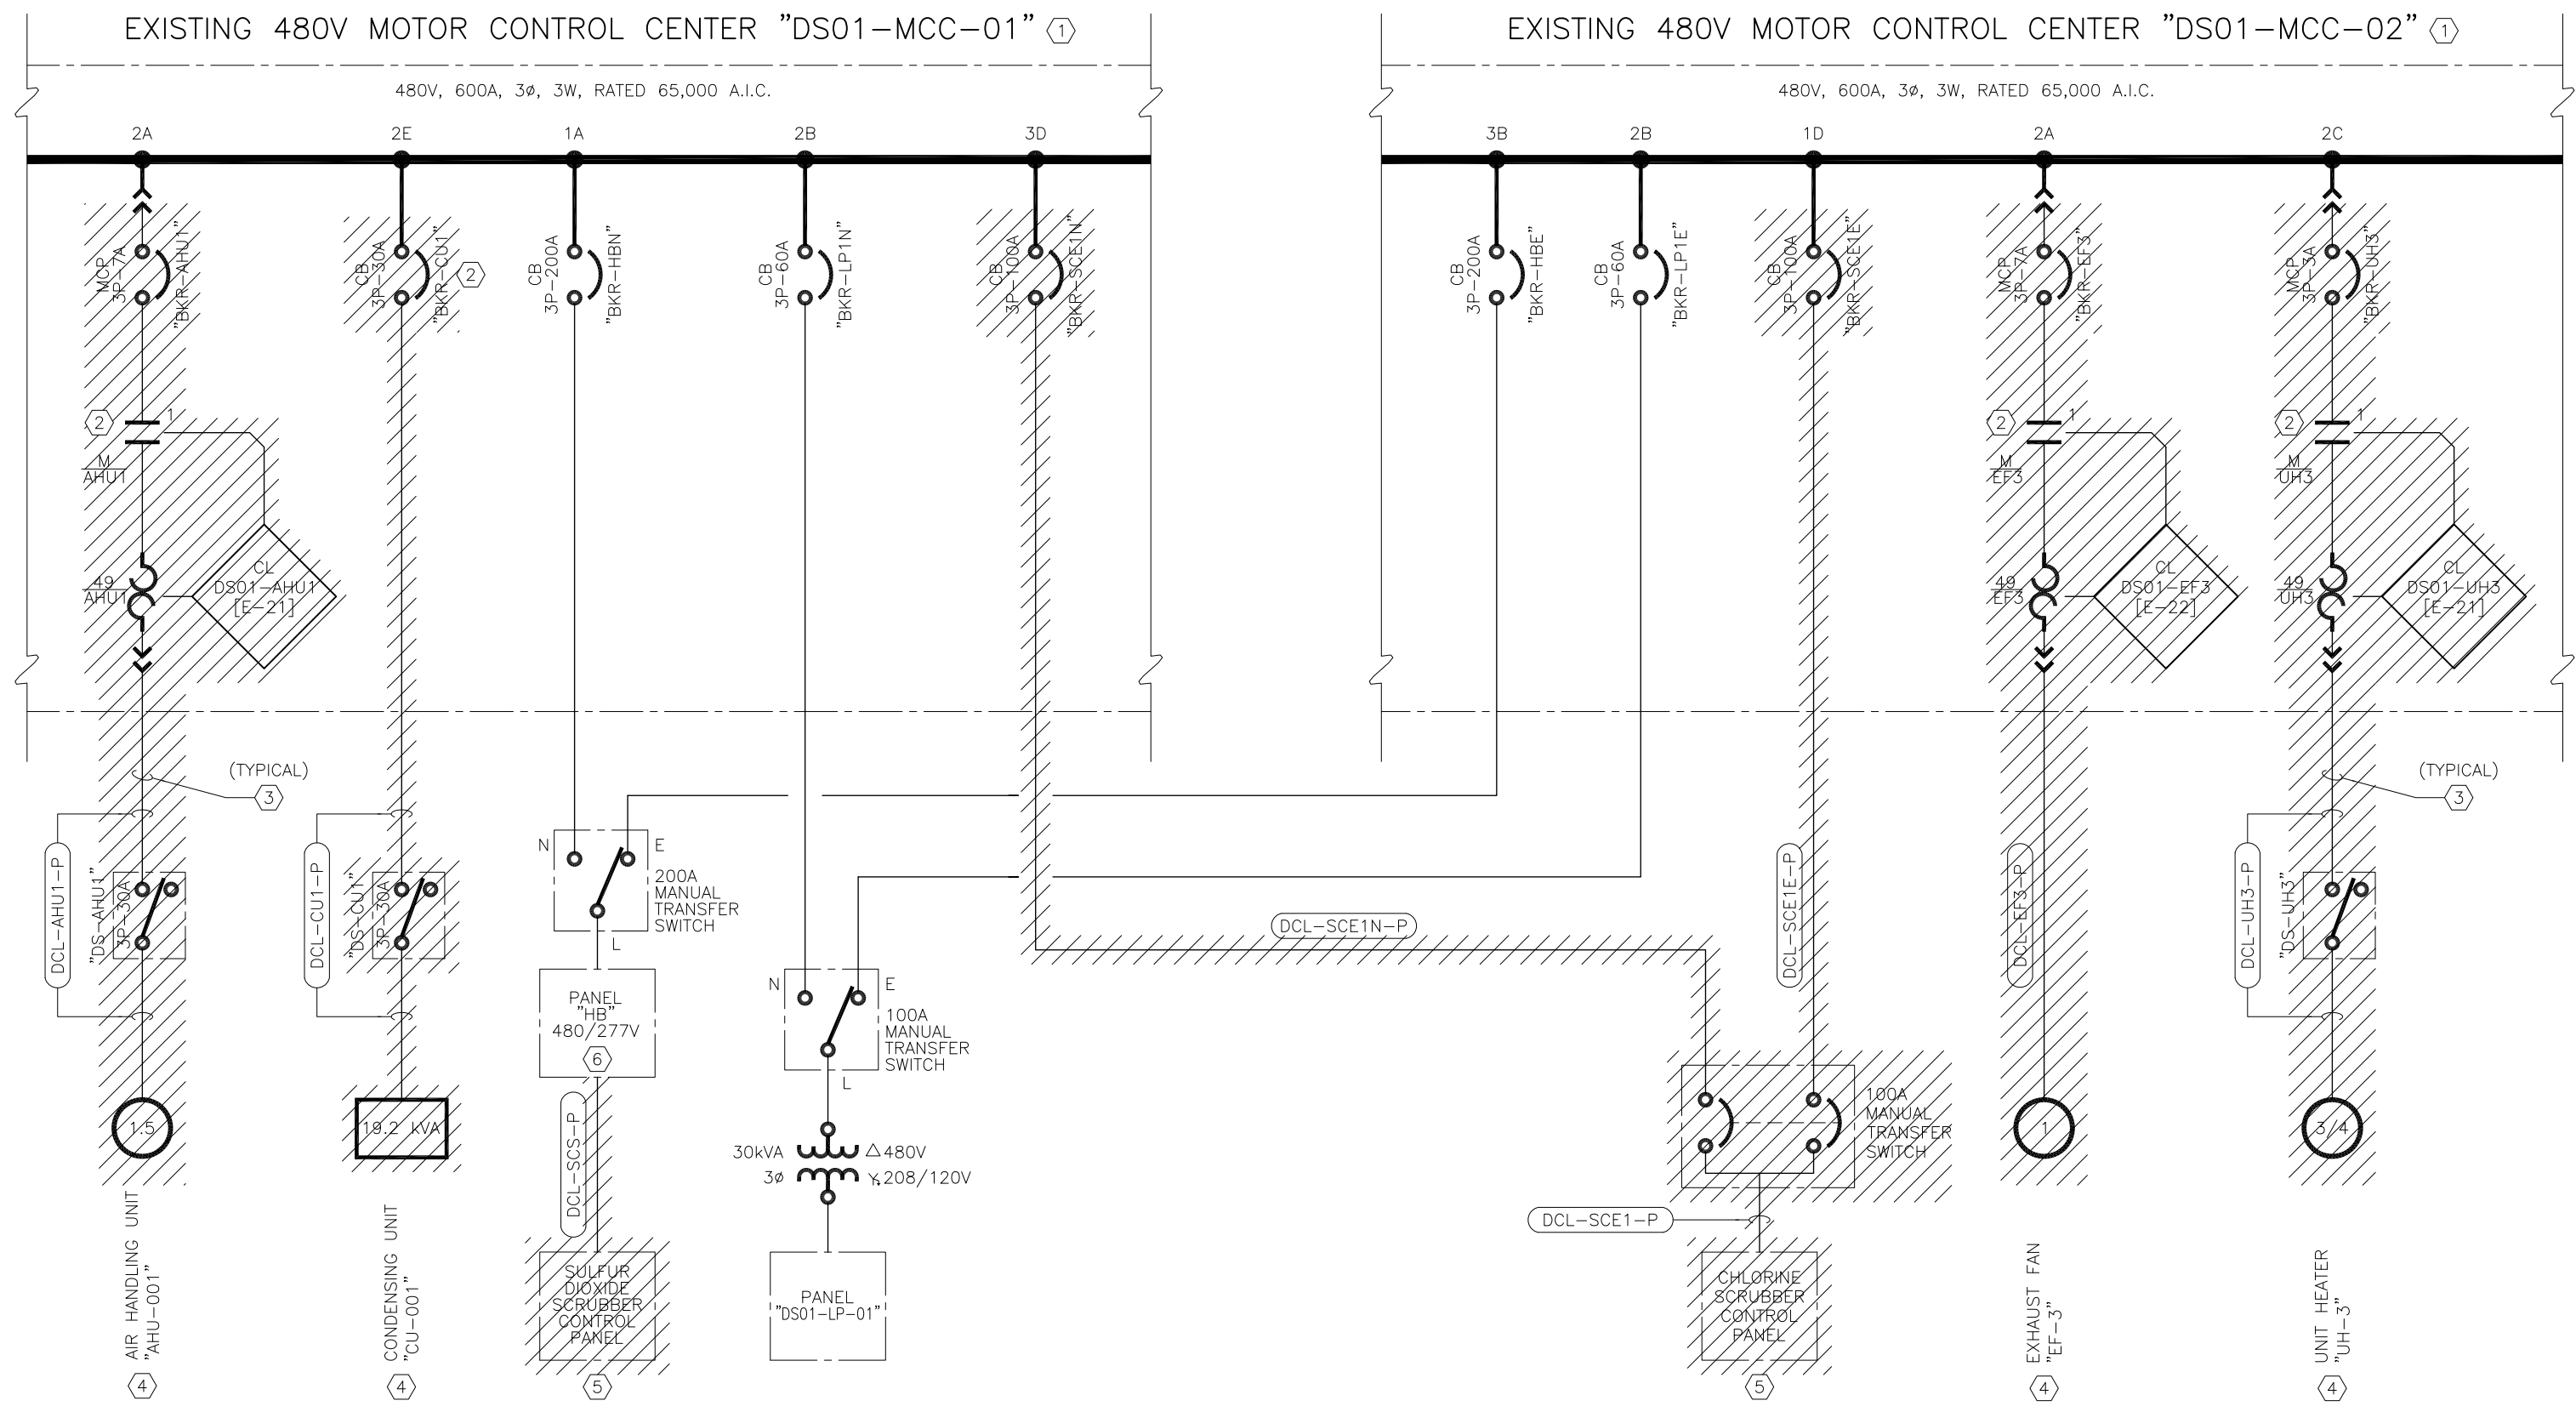 EXISTING 480V MOTOR CONTROL CENTER "DS01-MCC-01" 1
480V, 600A, 3ø, 3W, RATED 65,000 A.I.C.
2A
2E
1A
2B
3D
MCP
3P-7A
"BKR-AHU1"
CB
3P-30A
"BKR-CU1"
2
CB
3P-200A
"BKR-HBN"
CB
3P-60A
"BKR-LP1N"
CB
3P-100A
"BKR-SCE1N"
2
1
M
AHU1
49
AHU1
CL
DS01-AHU1
[E-21]
EXISTING 480V MOTOR CONTROL CENTER "DS01-MCC-02" 1
480V, 600A, 3ø, 3W, RATED 65,000 A.I.C.
3B
2B
1D
2A
2C
CB
3P-200A
"BKR-HBE"
CB
3P-60A
"BKR-LP1E"
CB
3P-100A
"BKR-SCE1E"
MCP
3P-7A
"BKR-EF3"
MCP
3P-3A
"BKR-UH3"
2
1
M
EF3
49
EF3
CL
DS01-EF3
[E-22]
2
1
M
UH3
49
UH3
CL
DS01-UH3
[E-21]
(TYPICAL)
3
DCL-AHU1-P
"DS-AHU1"
3P-30A
1.5
AIR HANDLING UNIT
"AHU-001"
4
DCL-CU1-P
"DS-CU1"
3P-30A
19.2 KVA
CONDENSING UNIT
"CU-001"
4
N
E
200A
MANUAL
TRANSFER
SWITCH
L
PANEL
"HB"
480/277V
6
DCL-SCS-P
SULFUR
DIOXIDE
SCRUBBER
CONTROL
PANEL
5
N
E
100A
MANUAL
TRANSFER
SWITCH
L
30kVA
3ø
△480V
208/120V
PANEL
"DS01-LP-01"
DCL-SCE1N-P
DCL-SCE1E-P
100A
MANUAL
TRANSFER
SWITCH
DCL-SCE1-P
CHLORINE
SCRUBBER
CONTROL
PANEL
5
DCL-EF3-P
1
EXHAUST FAN
"EF-3"
4
(TYPICAL)
3
DCL-UH3-P
"DS-UH3"
3/4
UNIT HEATER
"UH-3"
4